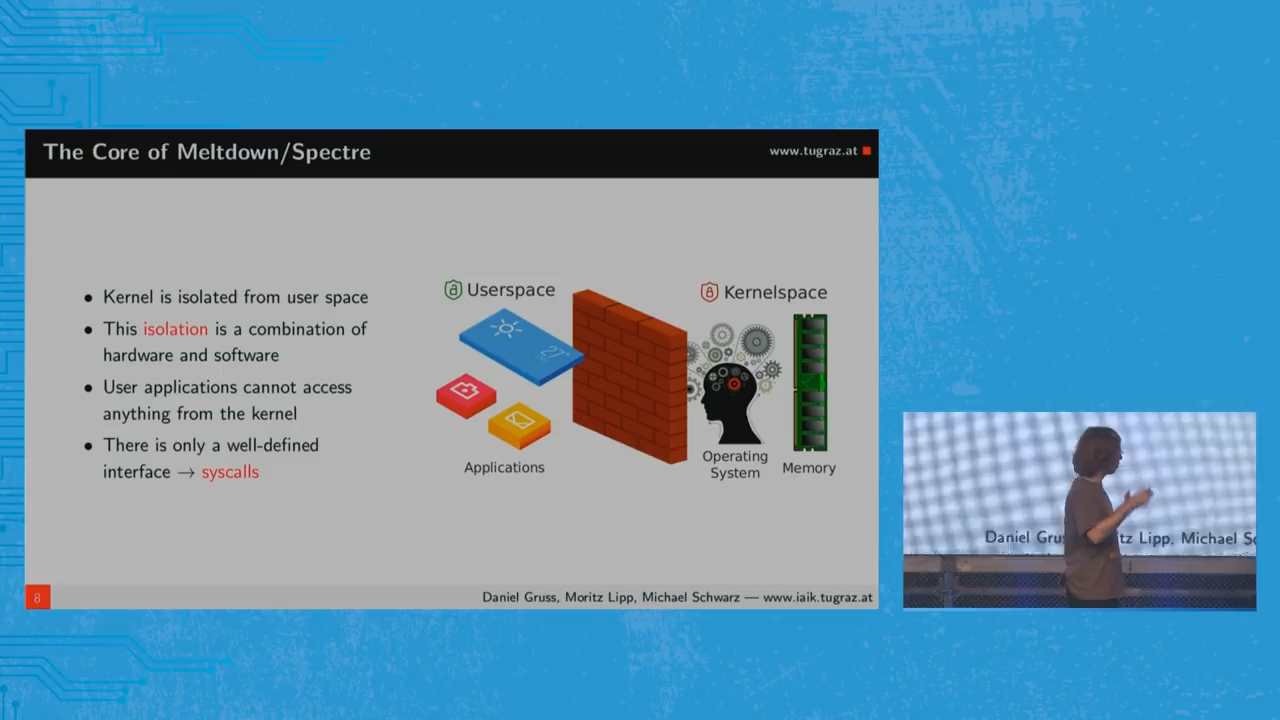 The Core of Meltdown/Spectre
www.tugraz.at
• Kernel is isolated from user space
• This isolation is a combination of
hardware and software
• User applications cannot access
anything from the kernel
• There is only a well-defined
interface → syscalls
Userspace
27°
Applications
Kernelspace
Operating
System
Memory
8
Daniel Gruss, Moritz Lipp, Michael Schwarz — www.iaik.tugraz.at
Daniel Gru tz Lipp, Michael Sc